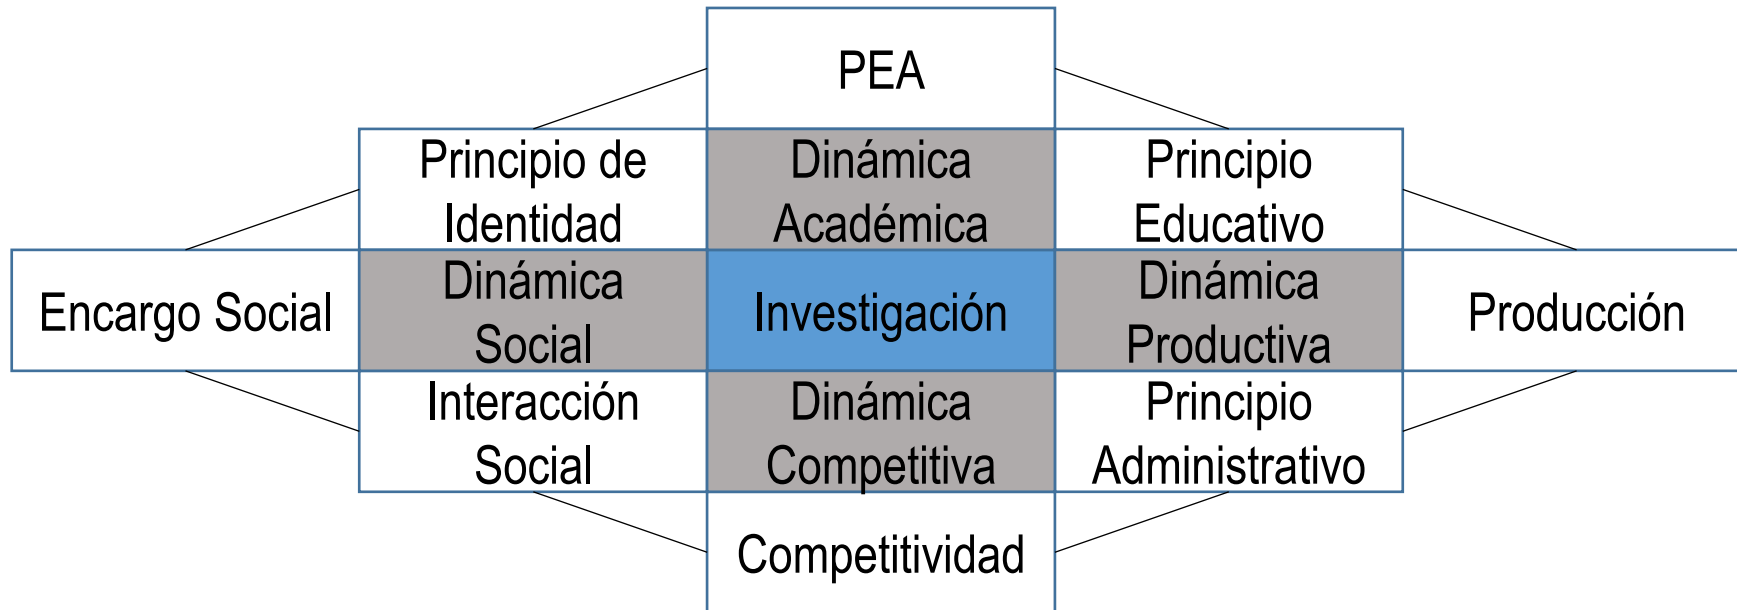 PEA
Principio de
Identidad
Dinámica
Académica
Principio
Educativo
Encargo Social
Dinámica
Social
Investigación
Dinámica
Productiva
Producción
Interacción
Social
Dinámica
Competitiva
Principio
Administrativo
Competitividad